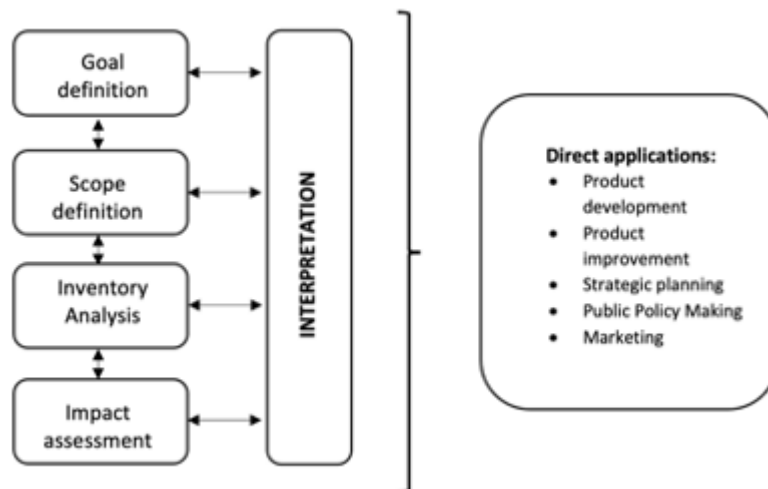 Goal
definition
Scope
definition
Inventory
Analysis
Impact
assessment
INTERPRETATION
Direct applications:
• Product
development
• Product
improvement
• Strategic planning
• Public Policy Making
• Marketing